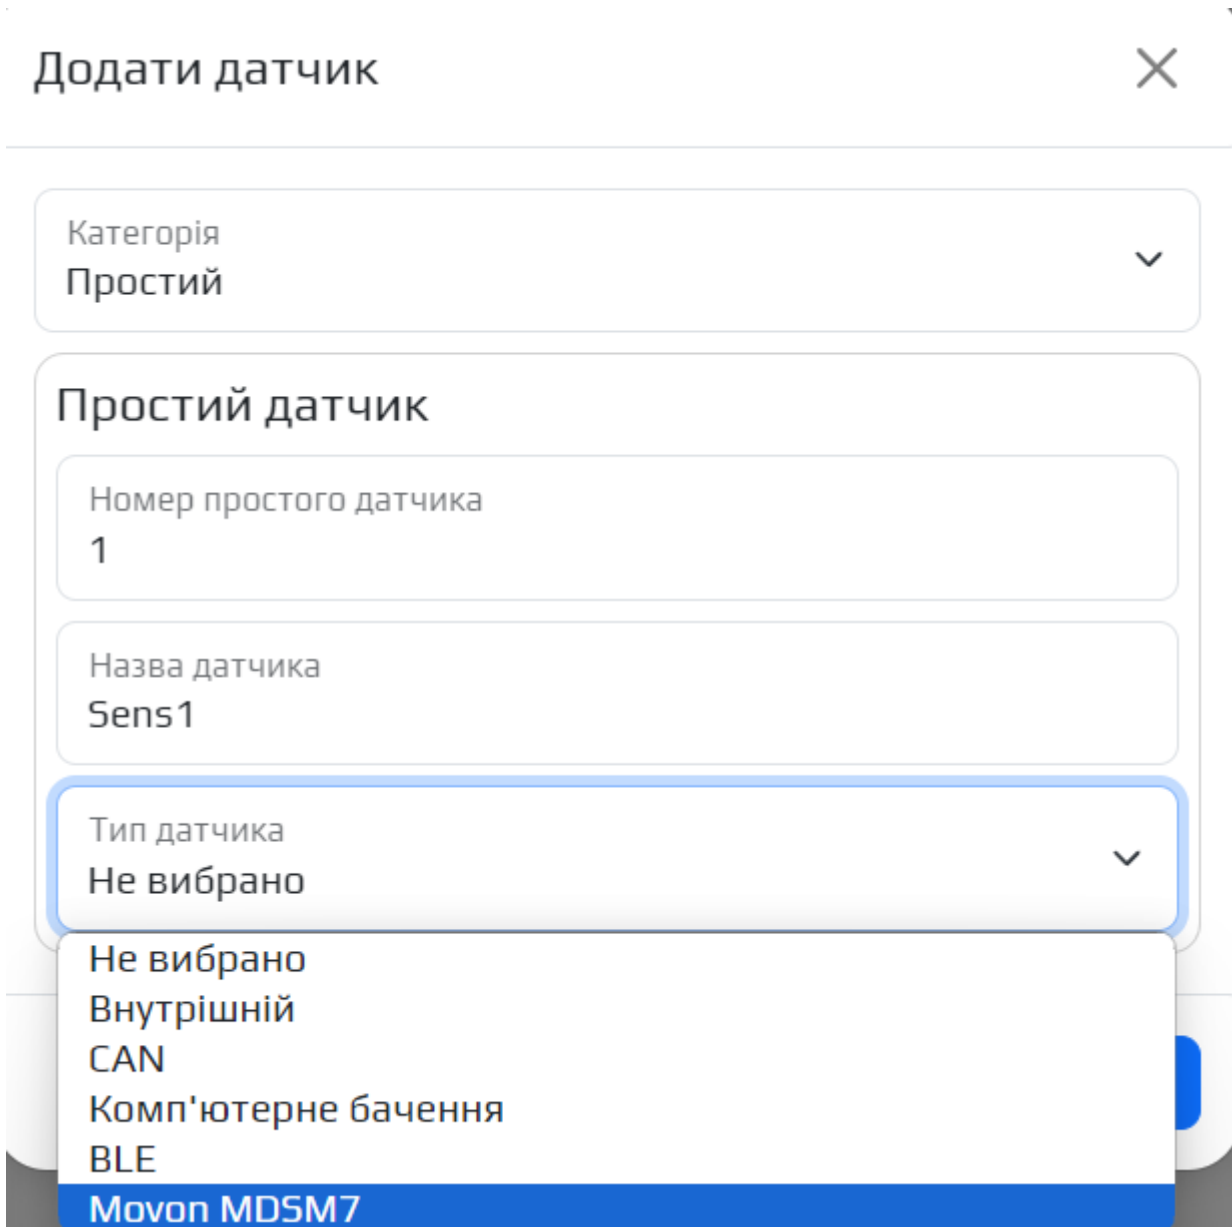 Додати датчик
Категорія
Простий
Простий датчик
Номер простого датчика
1
Назва датчика
Sens1
Тип датчика
Не вибрано
Не вибрано
Внутрішній
CAN
Комп'ютерне бачення
BLE
Movon MDSM7